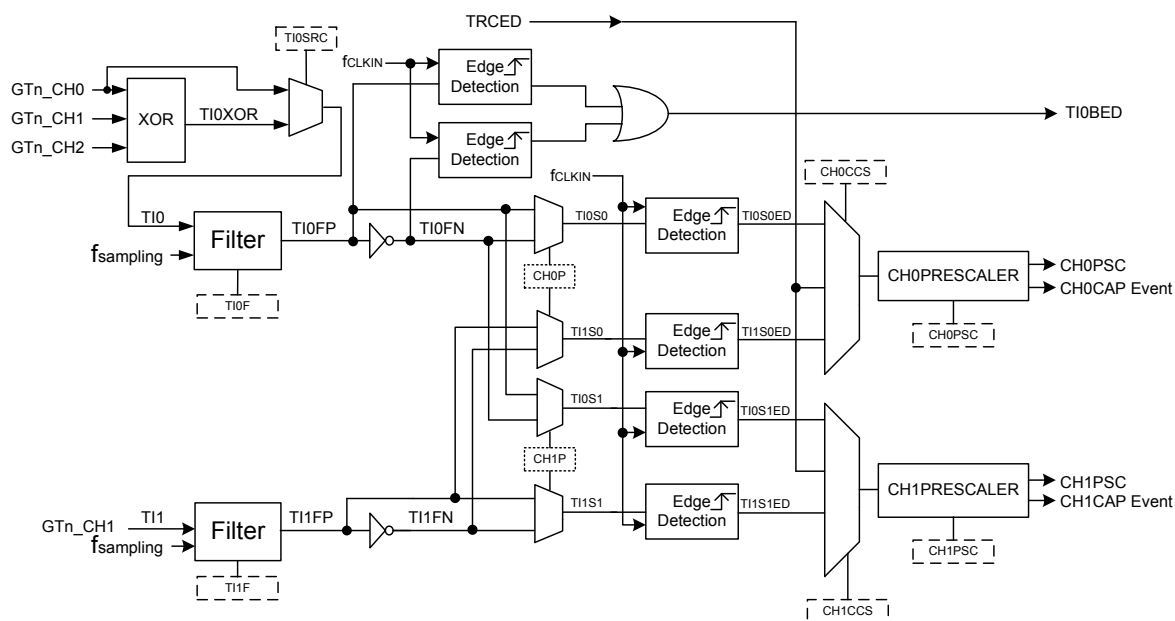 TRCED
TI0SRC
fCLKIN
Edge
Detection
GTn_CH0
GTn_CH1
GTn_CH2
XOR
TI0XOR
TI0BED
Edge
Detection
fCLKIN
CH0CCS
TI0
fsampling
Filter
TI0FP
TI0FN
TI0S0
Edge
Detection
TI0S0ED
TI0F
CH0P
CH0PRESCALER
CH0PSC
CH0CAP Event
CH0PSC
TI1S0
Edge
Detection
TI1S0ED
TI0S1
Edge
Detection
TI0S1ED
CH1P
GTn_CH1
TI1
fsampling
Filter
TI1FP
TI1FN
TI1S1
Edge
Detection
TI1S1ED
TI1F
CH1PRESCALER
CH1PSC
CH1CAP Event
CH1PSC
CH1CCS